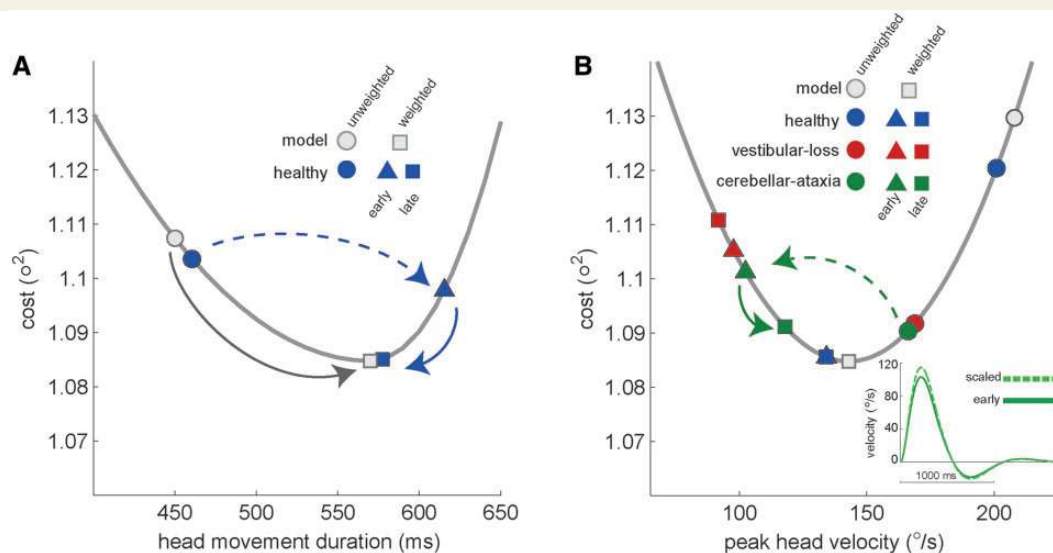 A
unweighted
weighted
model
healthy
early
late
1.13
1.12
1.11
1.1
1.09
1.08
1.07
cost (o²)
450
500
550
600
650
head movement duration (ms)
B
unweighted
weighted
model
healthy
vestibular-loss
cerebellar-ataxia
early
late
1.13
1.12
1.11
1.1
1.09
1.08
1.07
cost (o²)
100
150
200
peak head velocity (°/s)
120
80
40
0
velocity (°/s)
scaled
early
1000 ms